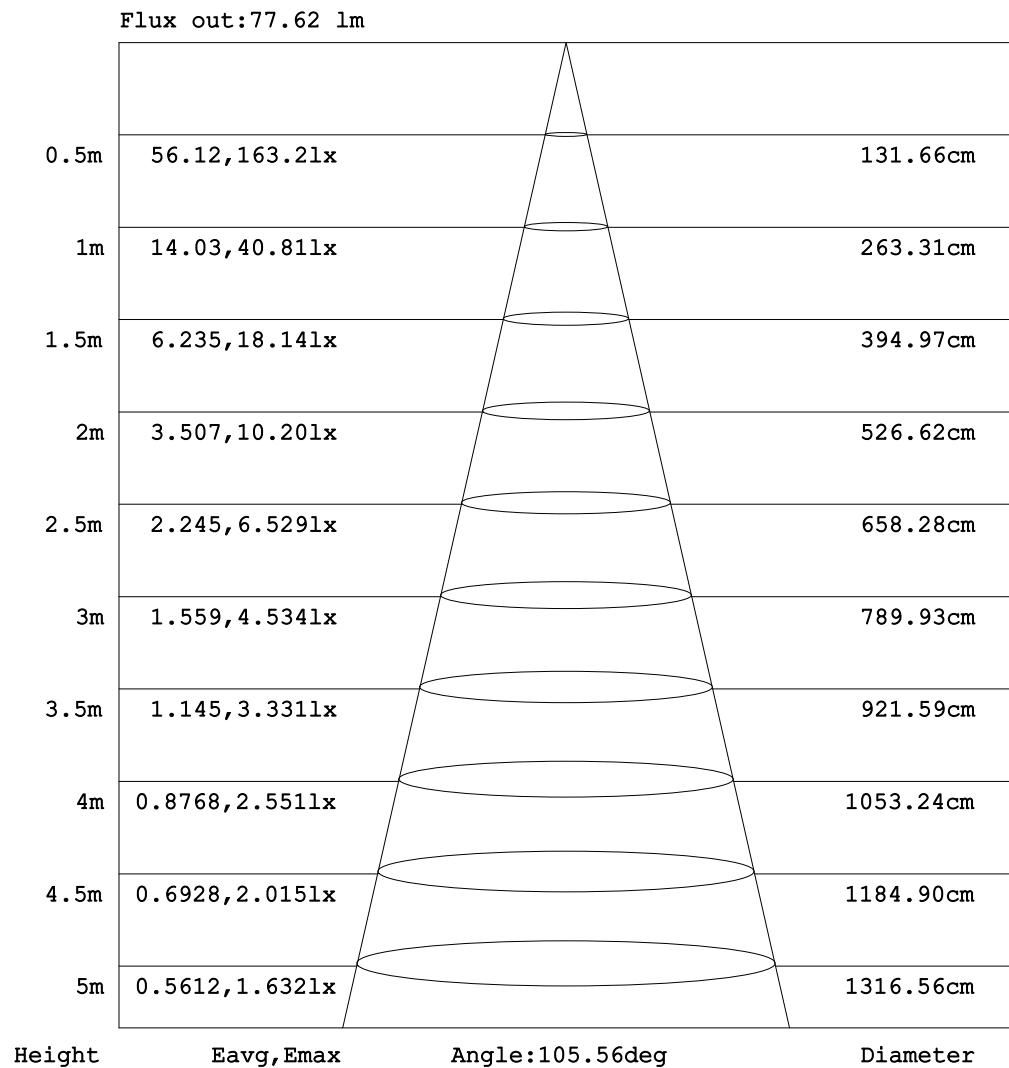 Flux out:77.62 lm
0.5m 56.12,163.2lx 131.66cm
1m 14.03,40.81lx 263.31cm
1.5m 6.235,18.14lx 394.97cm
2m 3.507,10.20lx 526.62cm
2.5m 2.245,6.529lx 658.28cm
3m 1.559,4.534lx 789.93cm
3.5m 1.145,3.331lx 921.59cm
4m 0.8768,2.551lx 1053.24cm
4.5m 0.6928,2.015lx 1184.90cm
5m 0.5612,1.632lx 1316.56cm
Height Eavg,Emax Angle:105.56deg Diameter